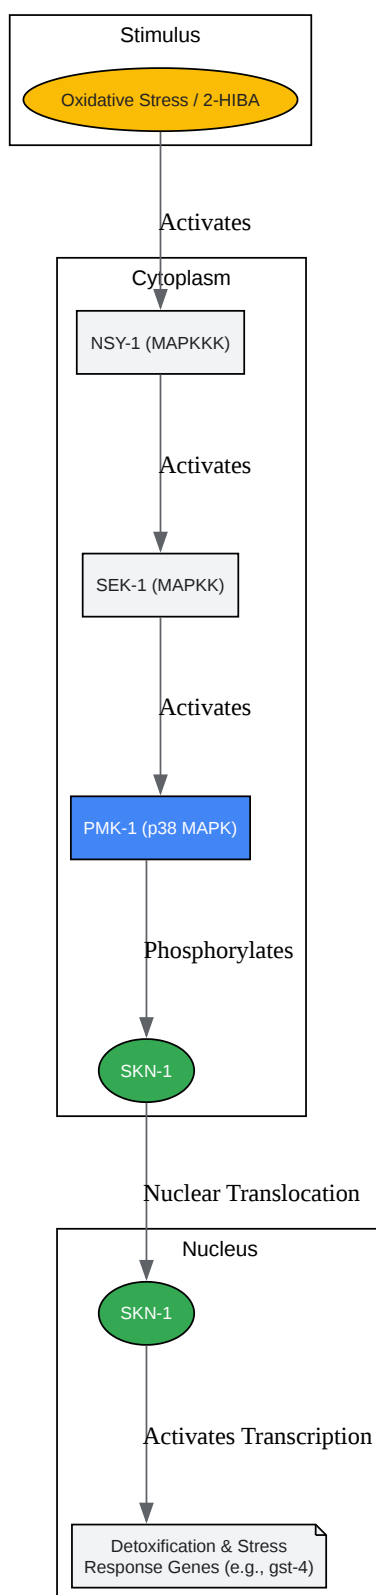 Stimulus
Oxidative Stress / 2-HIBA
Activates
Cytoplasm
NSY-1 (MAPKKK)
Activates
SEK-1 (MAPKK)
Activates
PMK-1 (p38 MAPK)
Phosphorylates
SKN-1
Nuclear Translocation
Nucleus
SKN-1
Activates Transcription
Detoxification & Stress
Response Genes (e.g., gst-4)